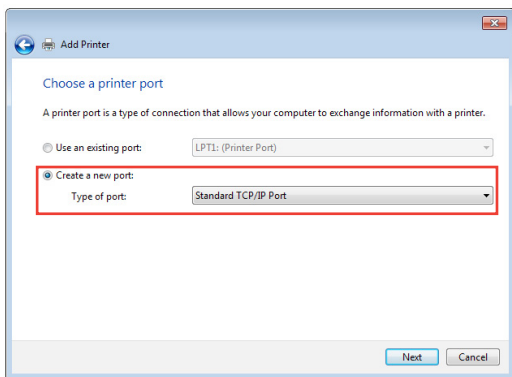 Add Printer
Choose a printer port
A printer port is a type of connection that allows your computer to exchange information with a printer.
Use an existing port: LPT1: (Printer Port)
Create a new port:
Type of port: Standard TCP/IP Port
Next Cancel